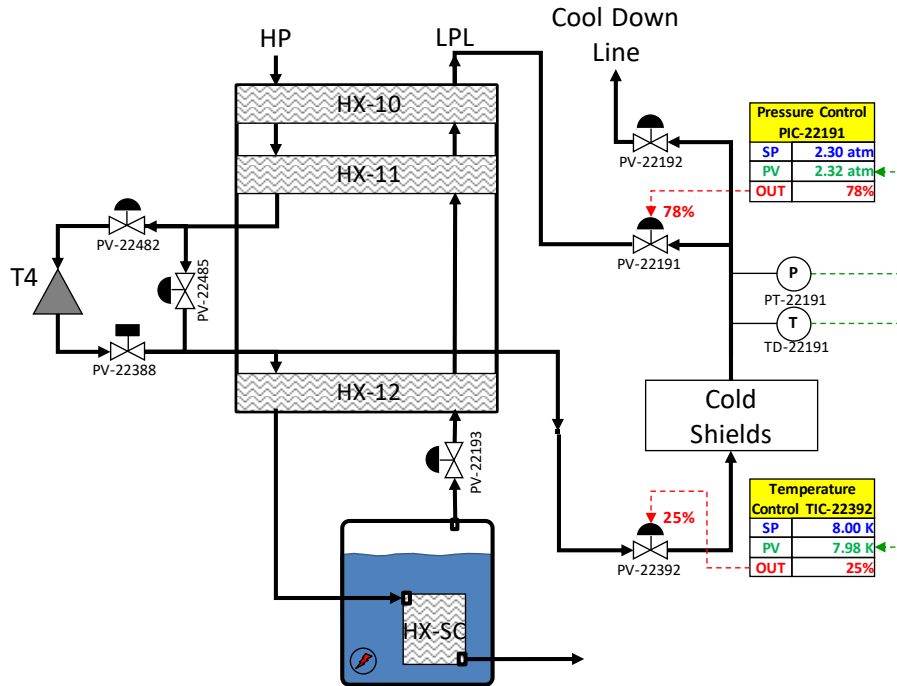 Cool Down
Line
HP
LPL
HX-10
HX-11
HX-12
PV-22192
Pressure Control
PIC-22191
SP 2.30 atm
PV 2.32 atm
OUT 78%
78%
PV-22191
PV-22482
PV-22485
T4
PV-22388
P
PT-22191
T
TD-22191
Cold
Shields
PV-22193
25%
PV-22392
Temperature
Control TIC-22392
SP 8.00 K
PV 7.98 K
OUT 25%
HX-SC